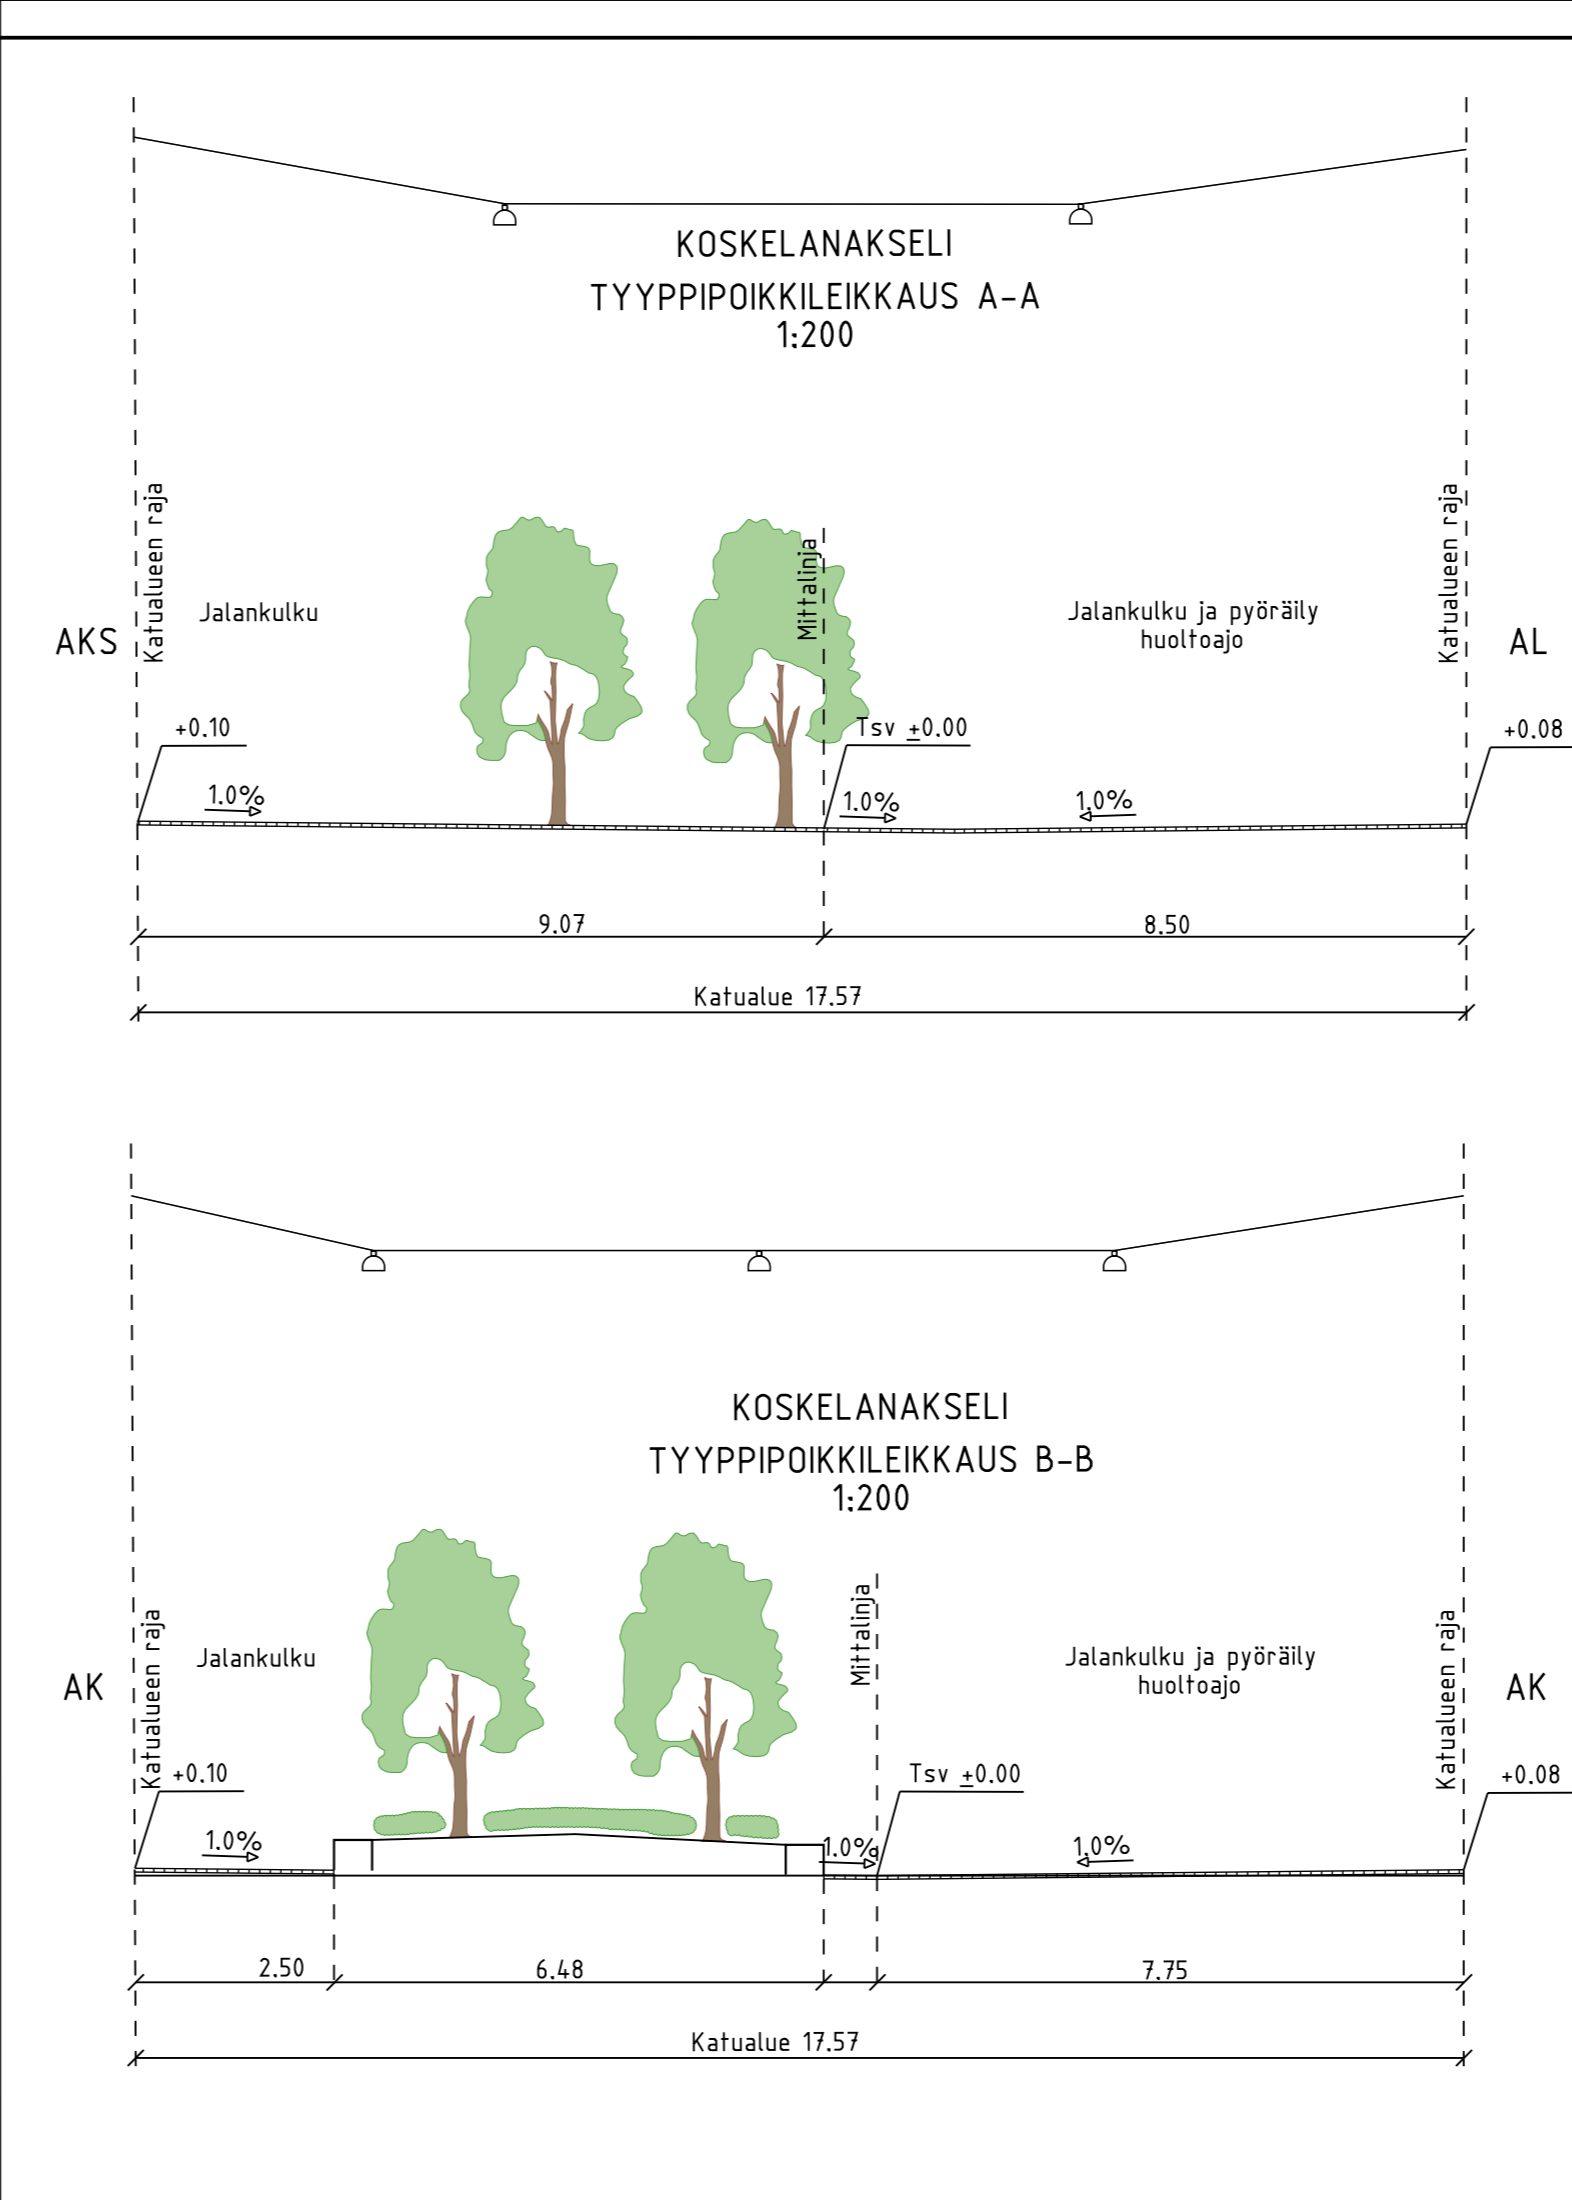 KOSKELANAKSELI
TYYPPIPOIKKILEIKKAUS A-A
1:200
Katualueen raja
Jalankulku
Mittalinja
Jalankulku ja pyöräily
huoltoajo
Katualueen raja
AKS
AL
+0.10
Tsv ±0.00
+0.08
1.0%
1.0%
1.0%
9.07
8.50
Katualue 17.57
KOSKELANAKSELI
TYYPPIPOIKKILEIKKAUS B-B
1:200
Katualueen raja
Jalankulku
Mittalinja
Jalankulku ja pyöräily
huoltoajo
Katualueen raja
AK
AK
+0.10
Tsv ±0.00
+0.08
1.0%
1.0%
1.0%
2.50
6.48
7.75
Katualue 17.57